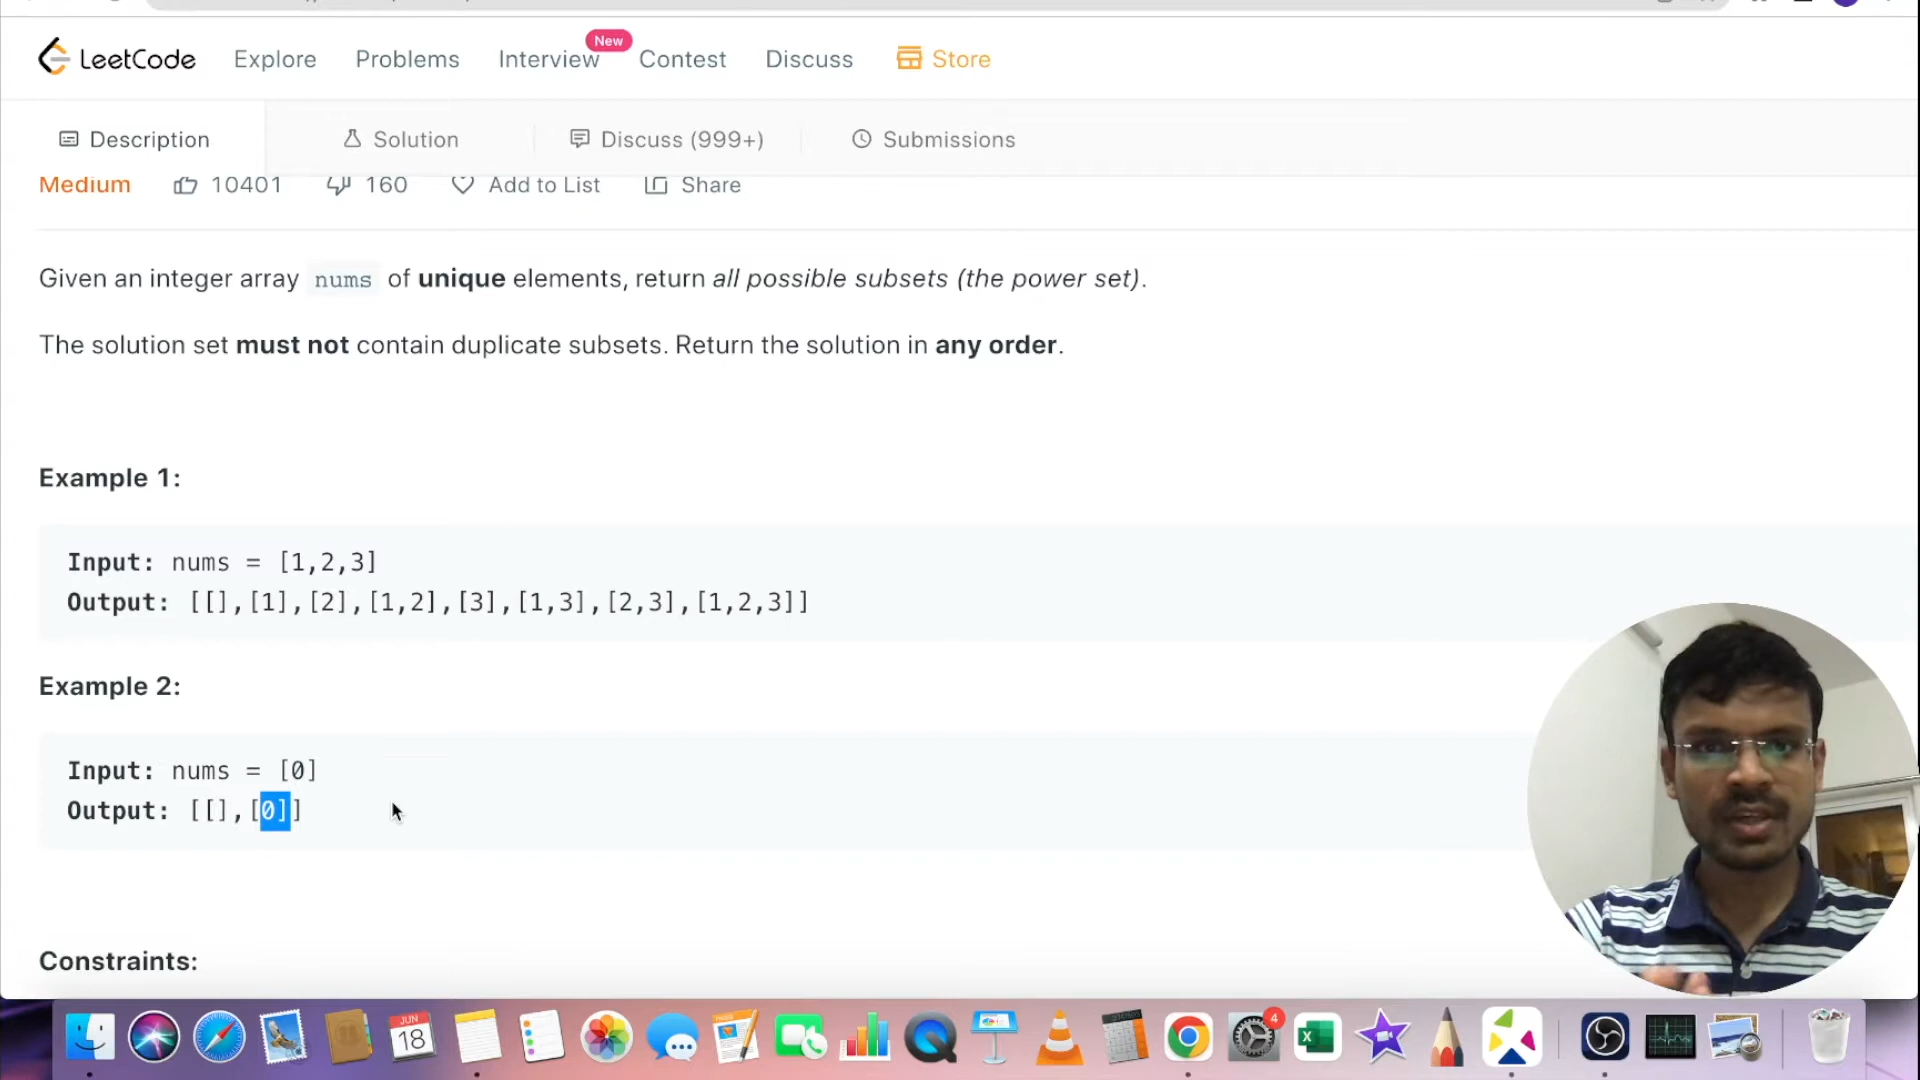 New
LeetCode Explore Problems Interview Contest Discuss Store
Description Solution Discuss (999+) Submissions
Medium 10401 160 Add to List Share
Given an integer array nums of unique elements, return all possible subsets (the power set).
The solution set must not contain duplicate subsets. Return the solution in any order.
Example 1:
Input: nums = [1,2,3]
Output: [[],[1],[2],[1,2],[3],[1,3],[2,3],[1,2,3]]
Example 2:
Input: nums = [0]
Output: [[],[0]]
Constraints:
JUN
18
4
X